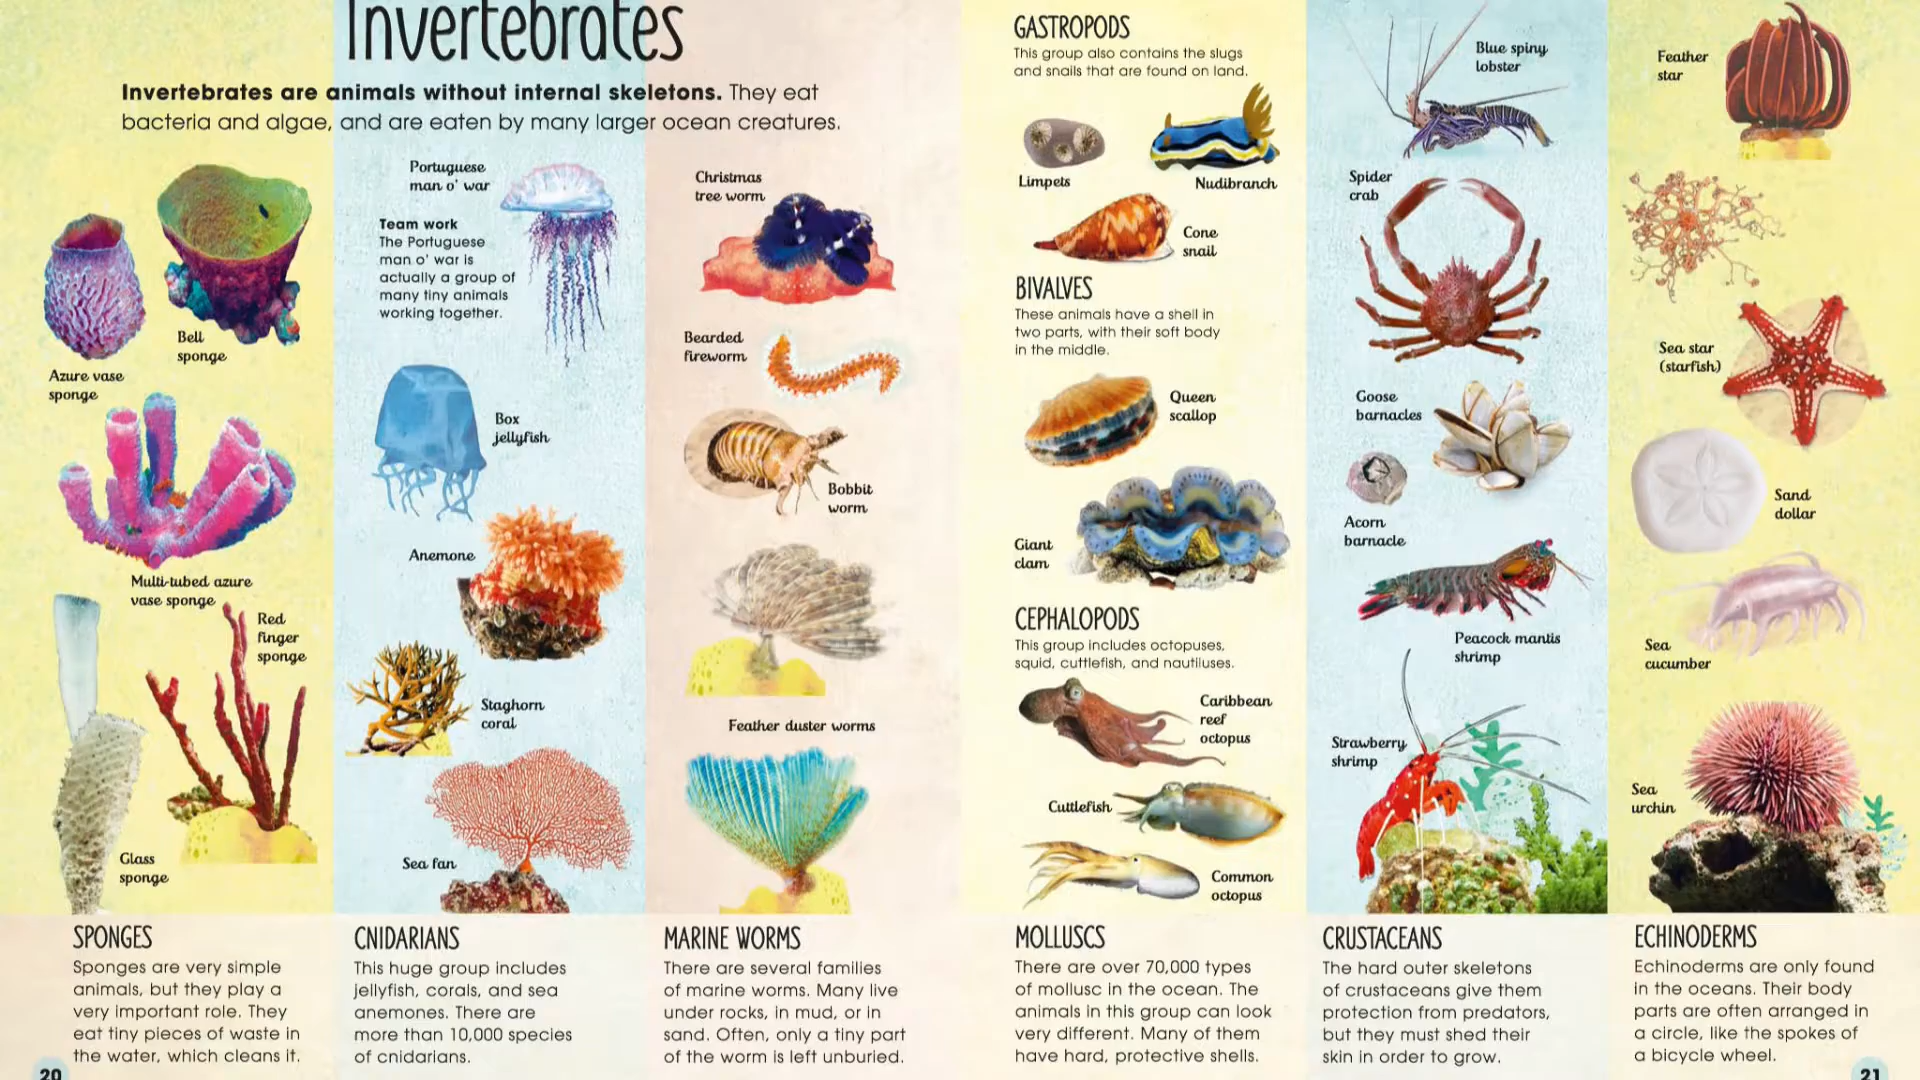 Invertebrates
Invertebrates are animals without internal skeletons. They eat
bacteria and algae, and are eaten by many larger ocean creatures.
Azure vase
sponge
Bell
sponge
Multi-tubed azure
vase sponge
Red
finger
sponge
Glass
sponge
SPONGES
Sponges are very simple
animals, but they play a
very important role. They
eat tiny pieces of waste in
the water, which cleans it.
20
Portuguese
man o' war
Team work
The Portuguese
man o' war is
actually a group of
many tiny animals
working together.
Box
jellyfish
Anemone
Staghorn
coral
Sea fan
CNIDARIANS
This huge group includes
jellyfish, corals, and sea
anemones. There are
more than 10,000 species
of cnidarians.
Christmas
tree worm
Bearded
fireworm
Bobbit
worm
Feather duster worms
MARINE WORMS
There are several families
of marine worms. Many live
under rocks, in mud, or in
sand. Often, only a tiny part
of the worm is left unburied.
GASTROPODS
This group also contains the slugs
and snails that are found on land.
Limpets
Nudibranch
Cone
snail
BIVALVES
These animals have a shell in
two parts, with their soft body
in the middle.
Queen
scallop
Giant
clam
CEPHALOPODS
This group includes octopuses,
squid, cuttlefish, and nautiluses.
Caribbean
reef
octopus
Cuttlefish
Common
octopus
MOLLUSCS
There are over 70,000 types
of mollusc in the ocean. The
animals in this group can look
very different. Many of them
have hard, protective shells.
Blue spiny
lobster
Spider
crab
Goose
barnacles
Acorn
barnacle
Peacock mantis
shrimp
Strawberry
shrimp
CRUSTACEANS
The hard outer skeletons
of crustaceans give them
protection from predators,
but they must shed their
skin in order to grow.
Feather
star
Sea star
(starfish)
Sand
dollar
Sea
cucumber
Sea
urchin
ECHINODERMS
Echinoderms are only found
in the oceans. Their body
parts are often arranged in
a circle, like the spokes of
a bicycle wheel.
21